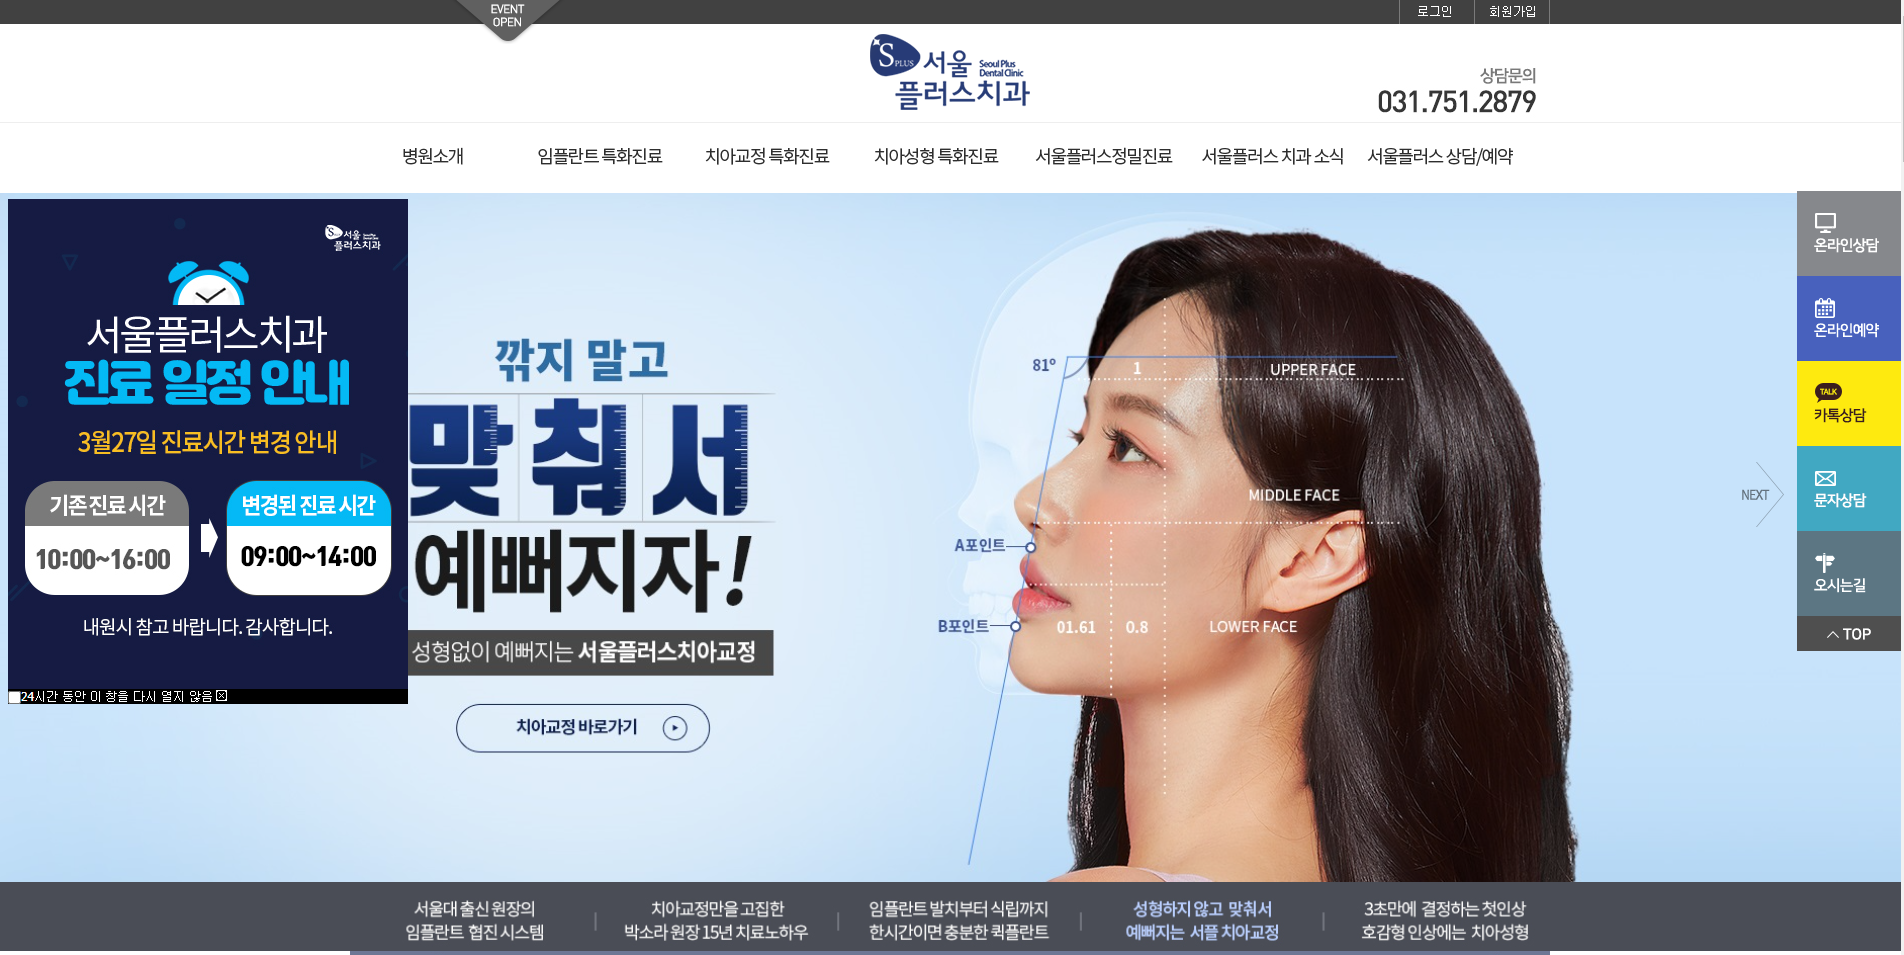 EVENT
OPEN
로그인
회원가입
S PLUS
서울
Seoul Plus
Dental Clinic
플러스치과
상담문의
031.751.2879
병원소개
임플란트 특화진료
치아교정 특화진료
치아성형 특화진료
서울플러스정밀진료
서울플러스 치과 소식
서울플러스 상담/예약
S 서울
플러스치과
서울플러스치과
진료 일정 안내
3월27일 진료시간 변경 안내
기존 진료 시간
변경된 진료 시간
10:00~16:00
09:00~14:00
내원시 참고 바랍니다. 감사합니다.
24시간 동안 이 창을 다시 열지 않음
깎지 말고
맞춰서
예뻐지자!
성형없이 예뻐지는 서울플러스치아교정
치아교정 바로가기
81º
1
UPPER FACE
MIDDLE FACE
A포인트
B포인트
01.61
0.8
LOWER FACE
NEXT
온라인상담
온라인예약
TALK
카톡상담
문자상담
오시는길
TOP
서울대 출신 원장의
임플란트 협진 시스템
치아교정만을 고집한
박소라 원장 15년 치료노하우
임플란트 발치부터 식립까지
한시간이면 충분한 퀵플란트
성형하지 않고 맞춰서
예뻐지는 서플 치아교정
3초만에 결정하는 첫인상
호감형 인상에는 치아성형